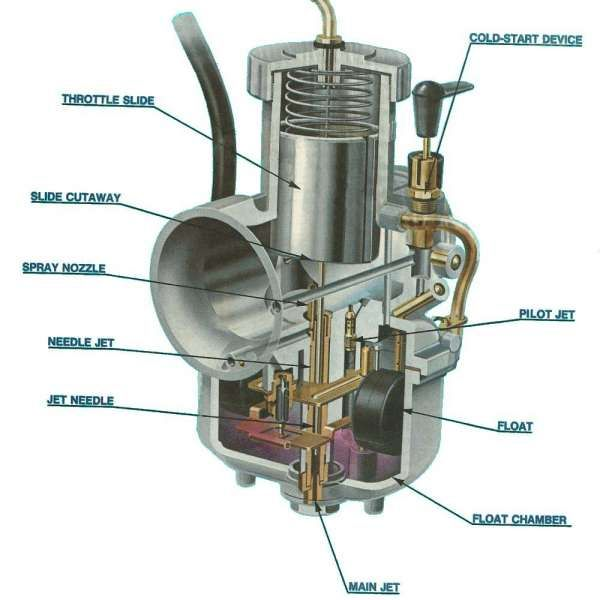 COLD-START DEVICE
THROTTLE SLIDE
SLIDE CUTAWAY
SPRAY NOZZLE
PILOT JET
NEEDLE JET
JET NEEDLE
FLOAT
FLOAT CHAMBER
MAIN JET